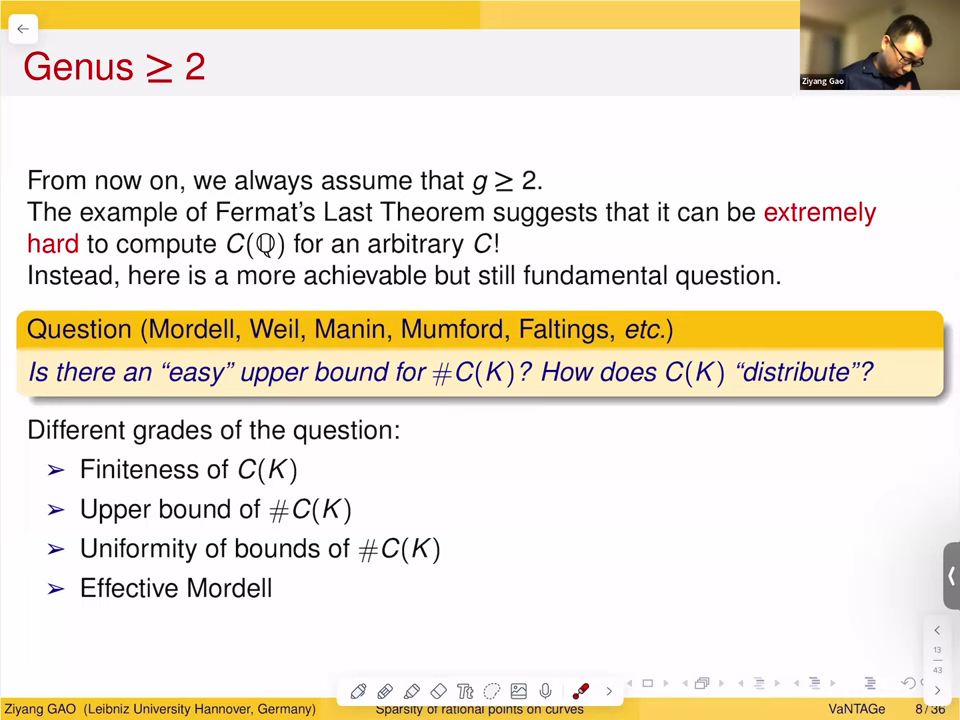 Genus ≥ 2
Ziyang Gao
From now on, we always assume that g ≥ 2.
The example of Fermat's Last Theorem suggests that it can be extremely
hard to compute C(ℚ) for an arbitrary C!
Instead, here is a more achievable but still fundamental question.
Question (Mordell, Weil, Manin, Mumford, Faltings, etc.)
Is there an “easy” upper bound for #C(K)? How does C(K) “distribute”?
Different grades of the question:
➢ Finiteness of C(K)
➢ Upper bound of #C(K)
➢ Uniformity of bounds of #C(K)
➢ Effective Mordell
13
43
Tt
Ziyang GAO (Leibniz University Hannover, Germany) Sparsity of rational points on curves VaNTAGe 8 / 36